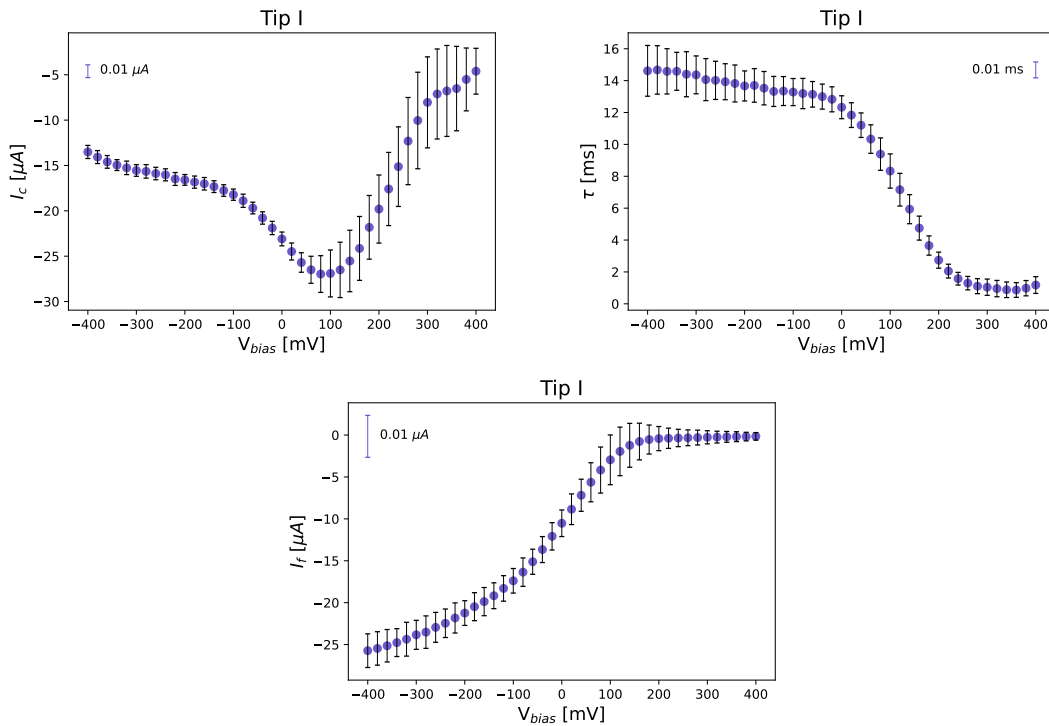 Tip I
0.01 μA
I_c [μA]
−5
−10
−15
−20
−25
−30
−400 −300 −200 −100 0 100 200 300 400
V_bias [mV]
Tip I
0.01 ms
τ [ms]
16
14
12
10
8
6
4
2
0
−400 −300 −200 −100 0 100 200 300 400
V_bias [mV]
Tip I
0.01 μA
I_f [μA]
0
−5
−10
−15
−20
−25
−400 −300 −200 −100 0 100 200 300 400
V_bias [mV]